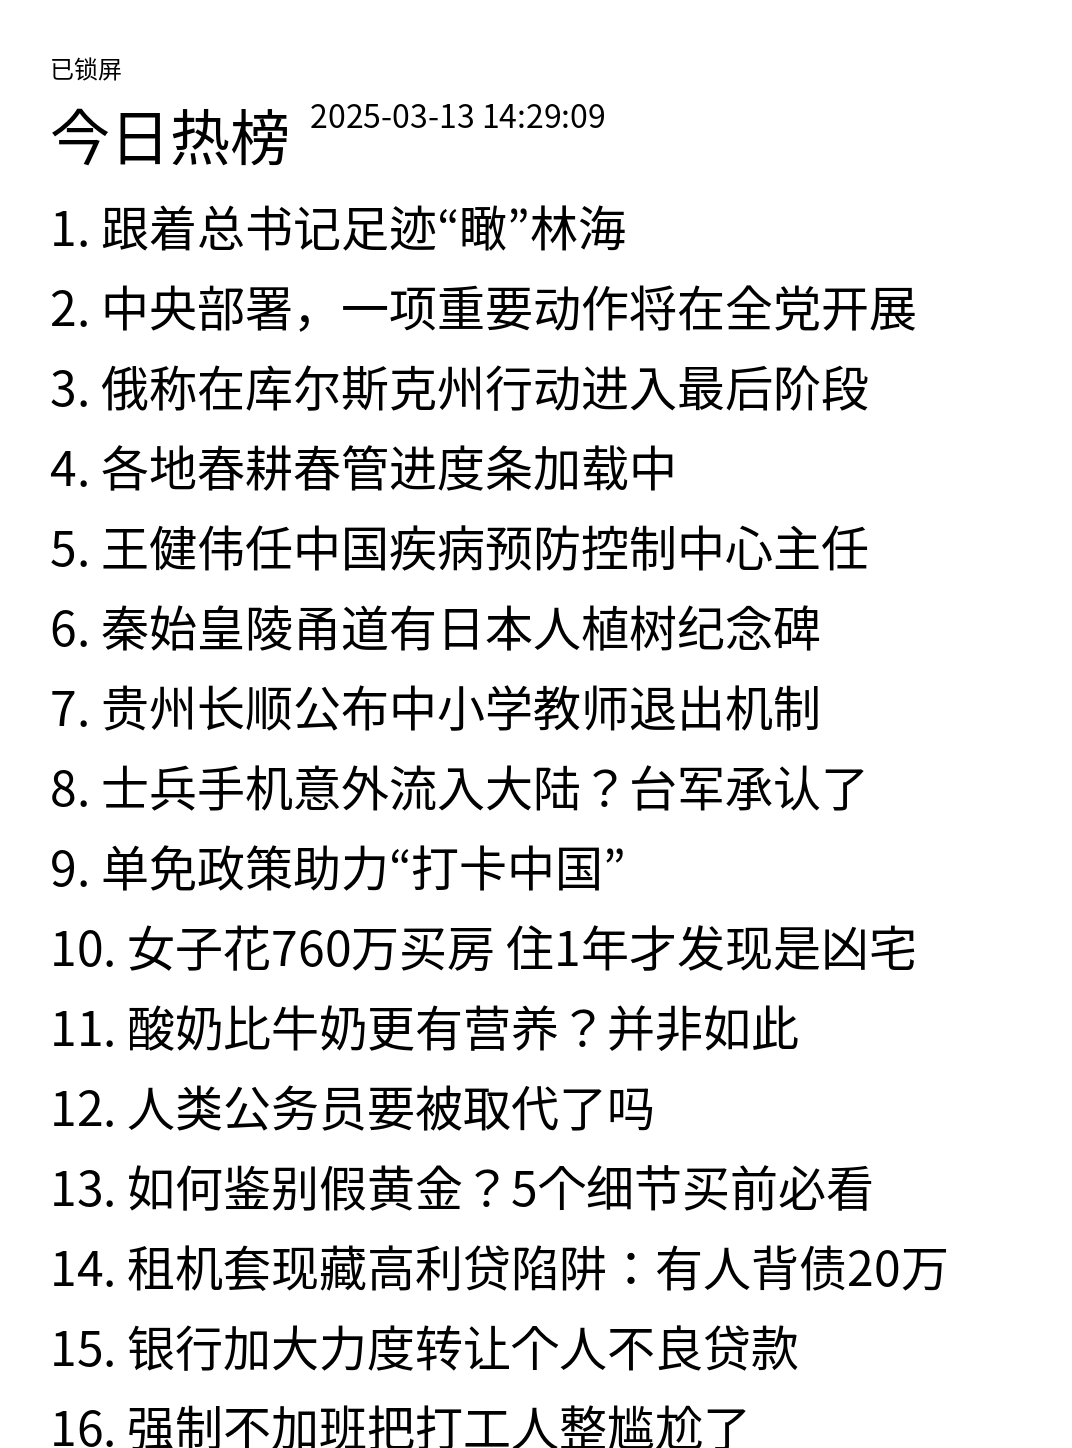 已锁屏
今日热榜 2025-03-13 14:29:09
1. 跟着总书记足迹“瞰”林海
2. 中央部署，一项重要动作将在全党开展
3. 俄称在库尔斯克州行动进入最后阶段
4. 各地春耕春管进度条加载中
5. 王健伟任中国疾病预防控制中心主任
6. 秦始皇陵甬道有日本人植树纪念碑
7. 贵州长顺公布中小学教师退出机制
8. 士兵手机意外流入大陆？台军承认了
9. 单免政策助力“打卡中国”
10. 女子花760万买房 住1年才发现是凶宅
11. 酸奶比牛奶更有营养？并非如此
12. 人类公务员要被取代了吗
13. 如何鉴别假黄金？5个细节买前必看
14. 租机套现藏高利贷陷阱：有人背债20万
15. 银行加大力度转让个人不良贷款
16. 强制不加班把打工人整尴尬了